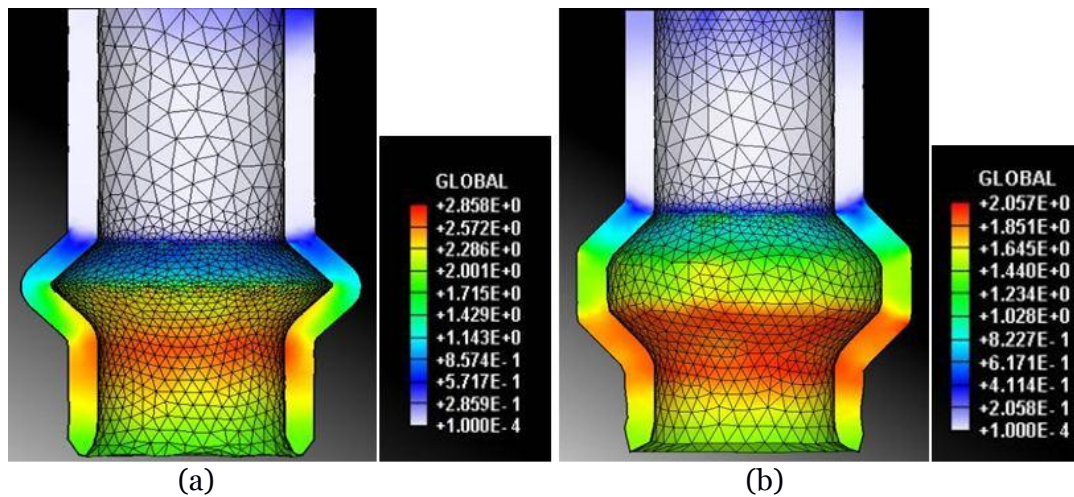 GLOBAL
+2.858E+0
+2.572E+0
+2.286E+0
+2.001E+0
+1.715E+0
+1.429E+0
+1.143E+0
+8.574E- 1
+5.717E- 1
+2.859E- 1
+1.000E- 4
(a)
GLOBAL
+2.057E+0
+1.851E+0
+1.645E+0
+1.440E+0
+1.234E+0
+1.028E+0
+8.227E- 1
+6.171E- 1
+4.114E- 1
+2.058E- 1
+1.000E- 4
(b)